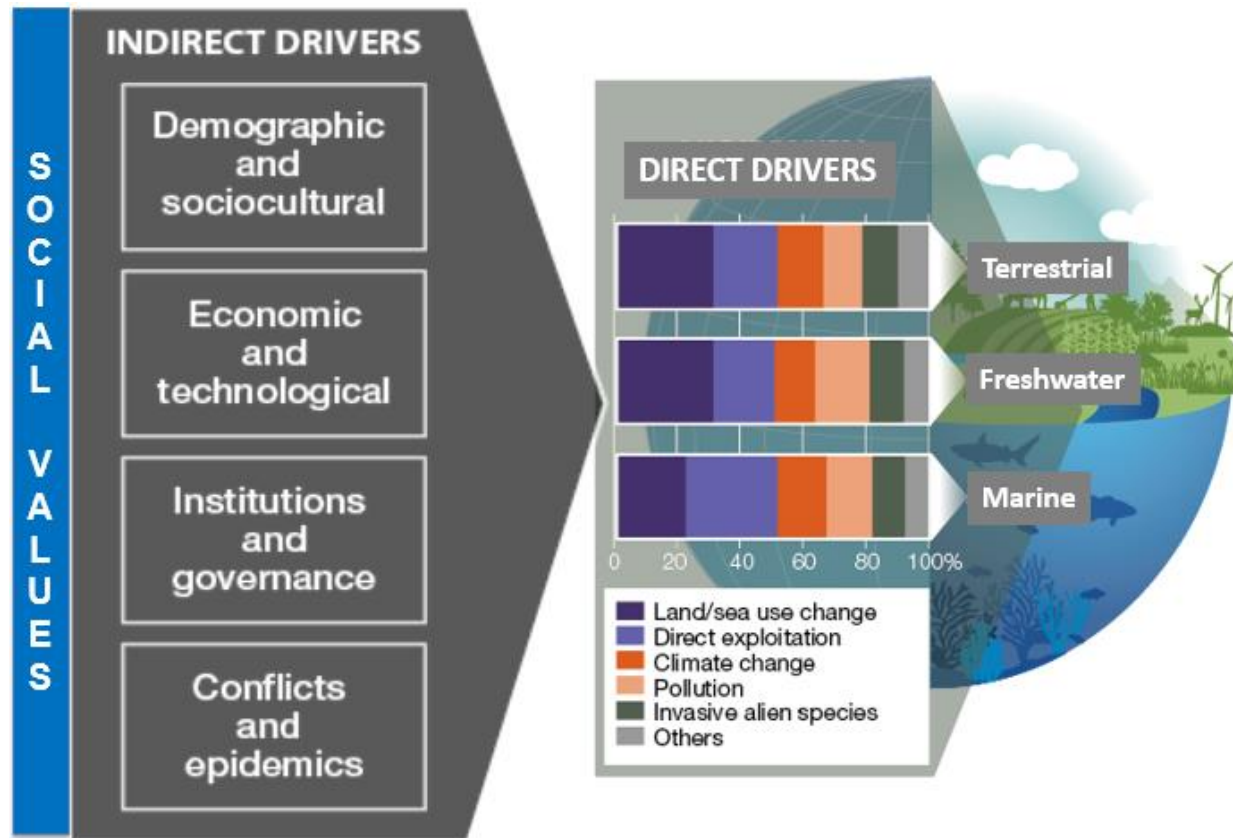 SOCIAL VALUES
INDIRECT DRIVERS
Demographic
and
sociocultural
Economic
and
technological
Institutions
and
governance
Conflicts
and
epidemics
DIRECT DRIVERS
Terrestrial
Freshwater
Marine
0 20 40 60 80 100%
Land/sea use change
Direct exploitation
Climate change
Pollution
Invasive alien species
Others